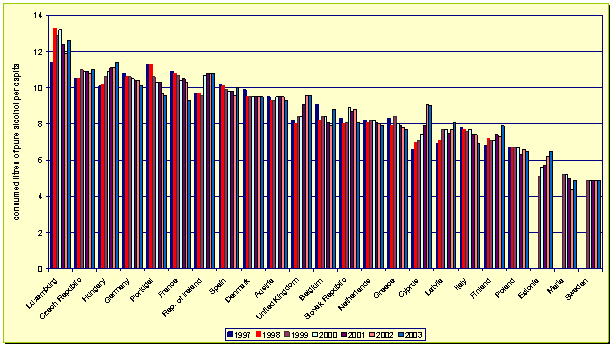 14
12
10
8
6
4
2
0
consumed litres of pure alcohol per capita
Luxemburg
Czech Republic
Hungary
Germany
Portugal
France
Rep. of Ireland
Spain
Denmark
Austria
United Kingdom
Belgium
Slovak Republic
Netherlands
Greece
Cyprus
Latvia
Italy
Finland
Poland
Estonia
Malta
Sweden
1997 1998 1999 2000 2001 2002 2003